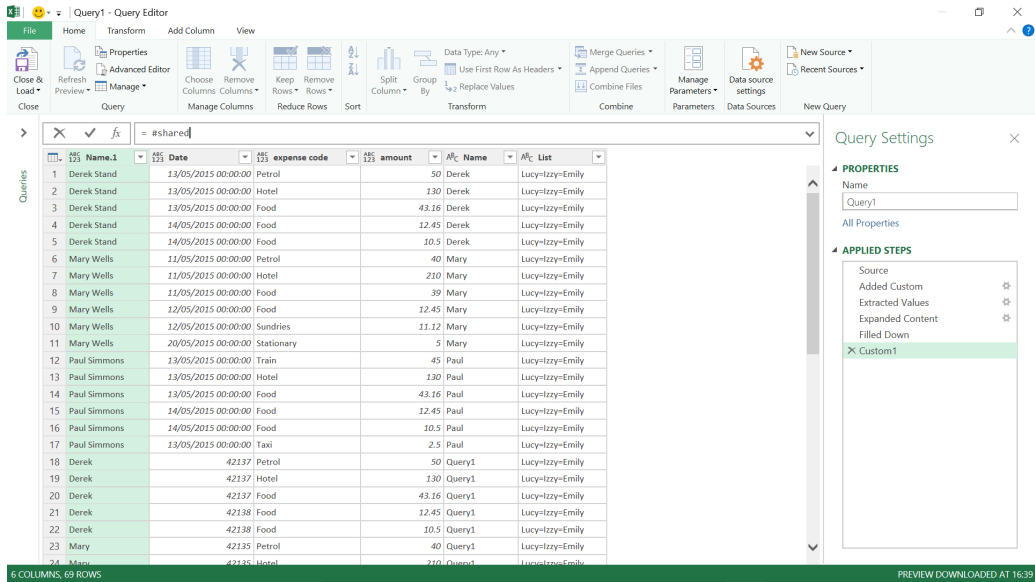 Query1 - Query Editor
File Home Transform Add Column View
Close & Load
Refresh Preview
Properties
Advanced Editor
Manage
Choose Columns
Remove Columns
Keep Rows
Remove Rows
Split Column
Group By
Data Type: Any
Use First Row As Headers
Replace Values
Merge Queries
Append Queries
Combine Files
Manage Parameters
Data source settings
New Source
Recent Sources
Close Query Manage Columns Reduce Rows Sort Transform Combine Parameters Data Sources New Query
fx = #shared
Queries
ABC 123 Name.1 ABC 123 Date ABC 123 expense code ABC 123 amount ABC Name ABC List
1 Derek Stand 13/05/2015 00:00:00 Petrol 50 Derek Lucy=Izzy=Emily
2 Derek Stand 13/05/2015 00:00:00 Hotel 130 Derek Lucy=Izzy=Emily
3 Derek Stand 13/05/2015 00:00:00 Food 43.16 Derek Lucy=Izzy=Emily
4 Derek Stand 14/05/2015 00:00:00 Food 12.45 Derek Lucy=Izzy=Emily
5 Derek Stand 14/05/2015 00:00:00 Food 10.5 Derek Lucy=Izzy=Emily
6 Mary Wells 11/05/2015 00:00:00 Petrol 40 Mary Lucy=Izzy=Emily
7 Mary Wells 11/05/2015 00:00:00 Hotel 210 Mary Lucy=Izzy=Emily
8 Mary Wells 11/05/2015 00:00:00 Food 39 Mary Lucy=Izzy=Emily
9 Mary Wells 12/05/2015 00:00:00 Food 12.45 Mary Lucy=Izzy=Emily
10 Mary Wells 12/05/2015 00:00:00 Sundries 11.12 Mary Lucy=Izzy=Emily
11 Mary Wells 20/05/2015 00:00:00 Stationary 5 Mary Lucy=Izzy=Emily
12 Paul Simmons 13/05/2015 00:00:00 Train 45 Paul Lucy=Izzy=Emily
13 Paul Simmons 13/05/2015 00:00:00 Hotel 130 Paul Lucy=Izzy=Emily
14 Paul Simmons 13/05/2015 00:00:00 Food 43.16 Paul Lucy=Izzy=Emily
15 Paul Simmons 14/05/2015 00:00:00 Food 12.45 Paul Lucy=Izzy=Emily
16 Paul Simmons 14/05/2015 00:00:00 Food 10.5 Paul Lucy=Izzy=Emily
17 Paul Simmons 13/05/2015 00:00:00 Taxi 2.5 Paul Lucy=Izzy=Emily
18 Derek 42137 Petrol 50 Query1 Lucy=Izzy=Emily
19 Derek 42137 Hotel 130 Query1 Lucy=Izzy=Emily
20 Derek 42137 Food 43.16 Query1 Lucy=Izzy=Emily
21 Derek 42138 Food 12.45 Query1 Lucy=Izzy=Emily
22 Derek 42138 Food 10.5 Query1 Lucy=Izzy=Emily
23 Mary 42135 Petrol 40 Query1 Lucy=Izzy=Emily
24 Mary 42135 Hotel 210 Query1 Lucy=Izzy=Emily
Query Settings
PROPERTIES
Name
Query1
All Properties
APPLIED STEPS
Source
Added Custom
Extracted Values
Expanded Content
Filled Down
Custom1
6 COLUMNS, 69 ROWS
PREVIEW DOWNLOADED AT 16:39